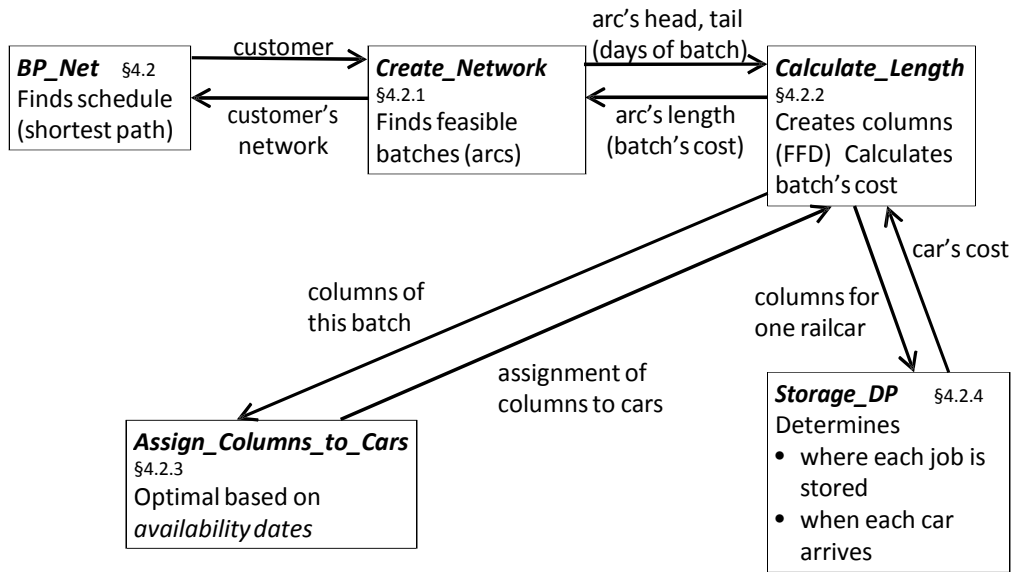 customer
arc's head, tail
(days of batch)
BP_Net §4.2
Finds schedule
(shortest path)
Create_Network
§4.2.1
Finds feasible
batches (arcs)
Calculate_Length
§4.2.2
Creates columns
(FFD) Calculates
batch's cost
customer's
network
arc's length
(batch's cost)
columns of
this batch
assignment of
columns to cars
columns for
one railcar
car's cost
Assign_Columns_to_Cars
§4.2.3
Optimal based on
availability dates
Storage_DP §4.2.4
Determines
• where each job is
stored
• when each car
arrives